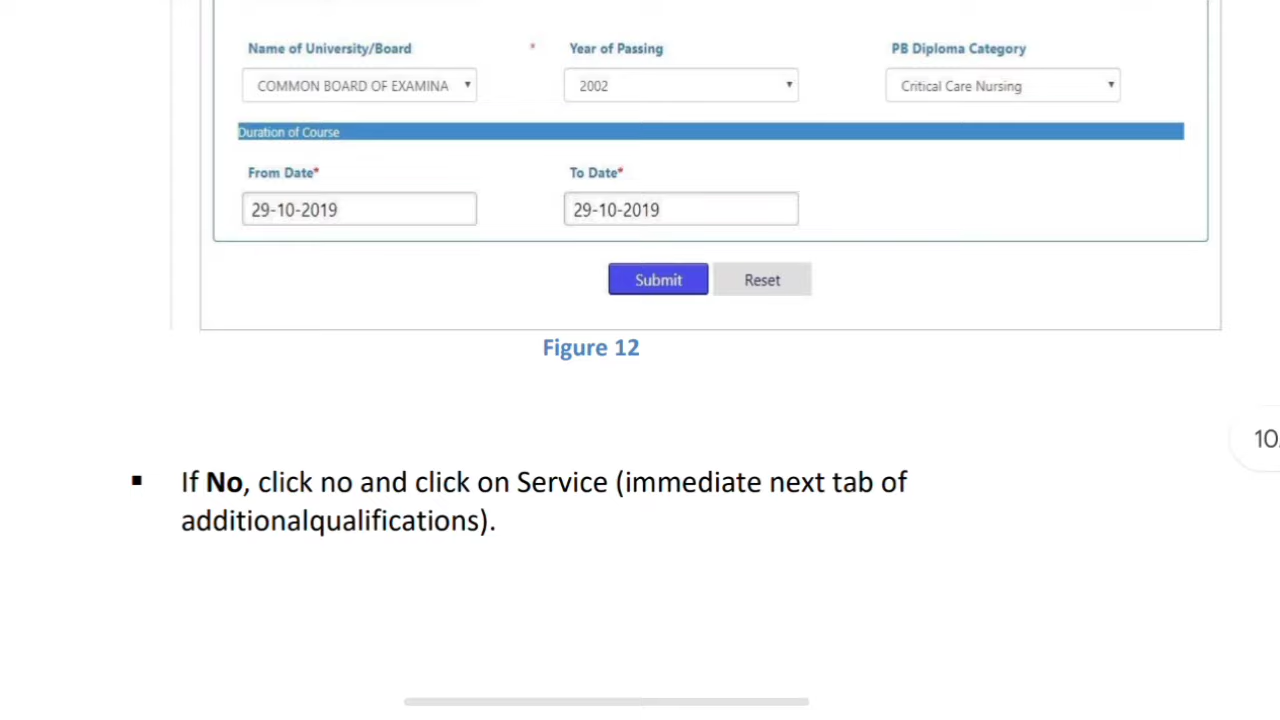 Name of University/Board * Year of Passing PB Diploma Category
COMMON BOARD OF EXAMINA 2002 Critical Care Nursing
Duration of Course
From Date* To Date*
29-10-2019 29-10-2019
Submit Reset
Figure 12
10
▪ If No, click no and click on Service (immediate next tab of
additionalqualifications).